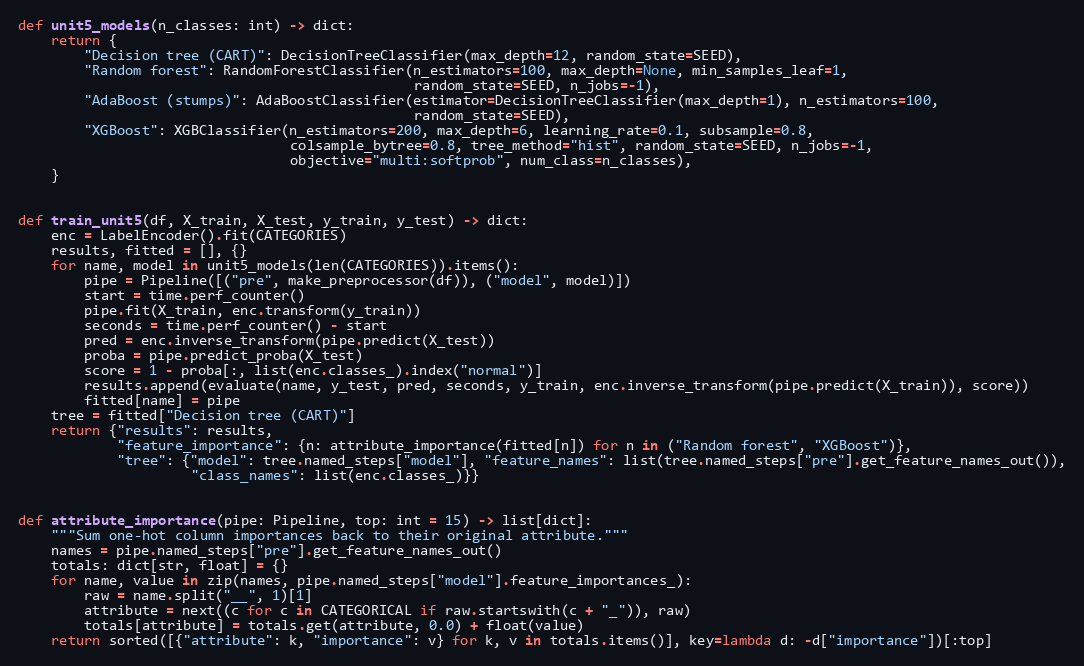 def unit5_models(n_classes: int) -> dict:
    return {
        "Decision tree (CART)": DecisionTreeClassifier(max_depth=12, random_state=SEED),
        "Random forest": RandomForestClassifier(n_estimators=100, max_depth=None, min_samples_leaf=1,
                                                random_state=SEED, n_jobs=-1),
        "AdaBoost (stumps)": AdaBoostClassifier(estimator=DecisionTreeClassifier(max_depth=1), n_estimators=100,
                                                random_state=SEED),
        "XGBoost": XGBClassifier(n_estimators=200, max_depth=6, learning_rate=0.1, subsample=0.8,
                                 colsample_bytree=0.8, tree_method="hist", random_state=SEED, n_jobs=-1,
                                 objective="multi:softprob", num_class=n_classes),
    }


def train_unit5(df, X_train, X_test, y_train, y_test) -> dict:
    enc = LabelEncoder().fit(CATEGORIES)
    results, fitted = [], {}
    for name, model in unit5_models(len(CATEGORIES)).items():
        pipe = Pipeline([("pre", make_preprocessor(df)), ("model", model)])
        start = time.perf_counter()
        pipe.fit(X_train, enc.transform(y_train))
        seconds = time.perf_counter() - start
        pred = enc.inverse_transform(pipe.predict(X_test))
        proba = pipe.predict_proba(X_test)
        score = 1 - proba[:, list(enc.classes_).index("normal")]
        results.append(evaluate(name, y_test, pred, seconds, y_train, enc.inverse_transform(pipe.predict(X_train)), score))
        fitted[name] = pipe
    tree = fitted["Decision tree (CART)"]
    return {"results": results,
            "feature_importance": {n: attribute_importance(fitted[n]) for n in ("Random forest", "XGBoost")},
            "tree": {"model": tree.named_steps["model"], "feature_names": list(tree.named_steps["pre"].get_feature_names_out()),
                     "class_names": list(enc.classes_)}}


def attribute_importance(pipe: Pipeline, top: int = 15) -> list[dict]:
    """Sum one-hot column importances back to their original attribute."""
    names = pipe.named_steps["pre"].get_feature_names_out()
    totals: dict[str, float] = {}
    for name, value in zip(names, pipe.named_steps["model"].feature_importances_):
        raw = name.split("__", 1)[1]
        attribute = next((c for c in CATEGORICAL if raw.startswith(c + "_")), raw)
        totals[attribute] = totals.get(attribute, 0.0) + float(value)
    return sorted([{"attribute": k, "importance": v} for k, v in totals.items()], key=lambda d: -d["importance"])[:top]